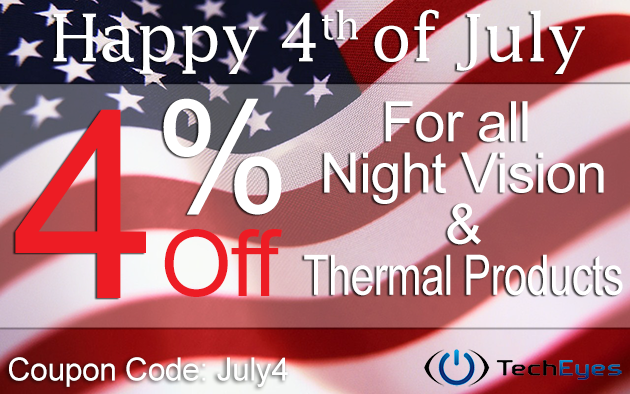 Happy 4th of July
4% Off
For all
Night Vision
&
Thermal Products
Coupon Code: July4
TechEyes